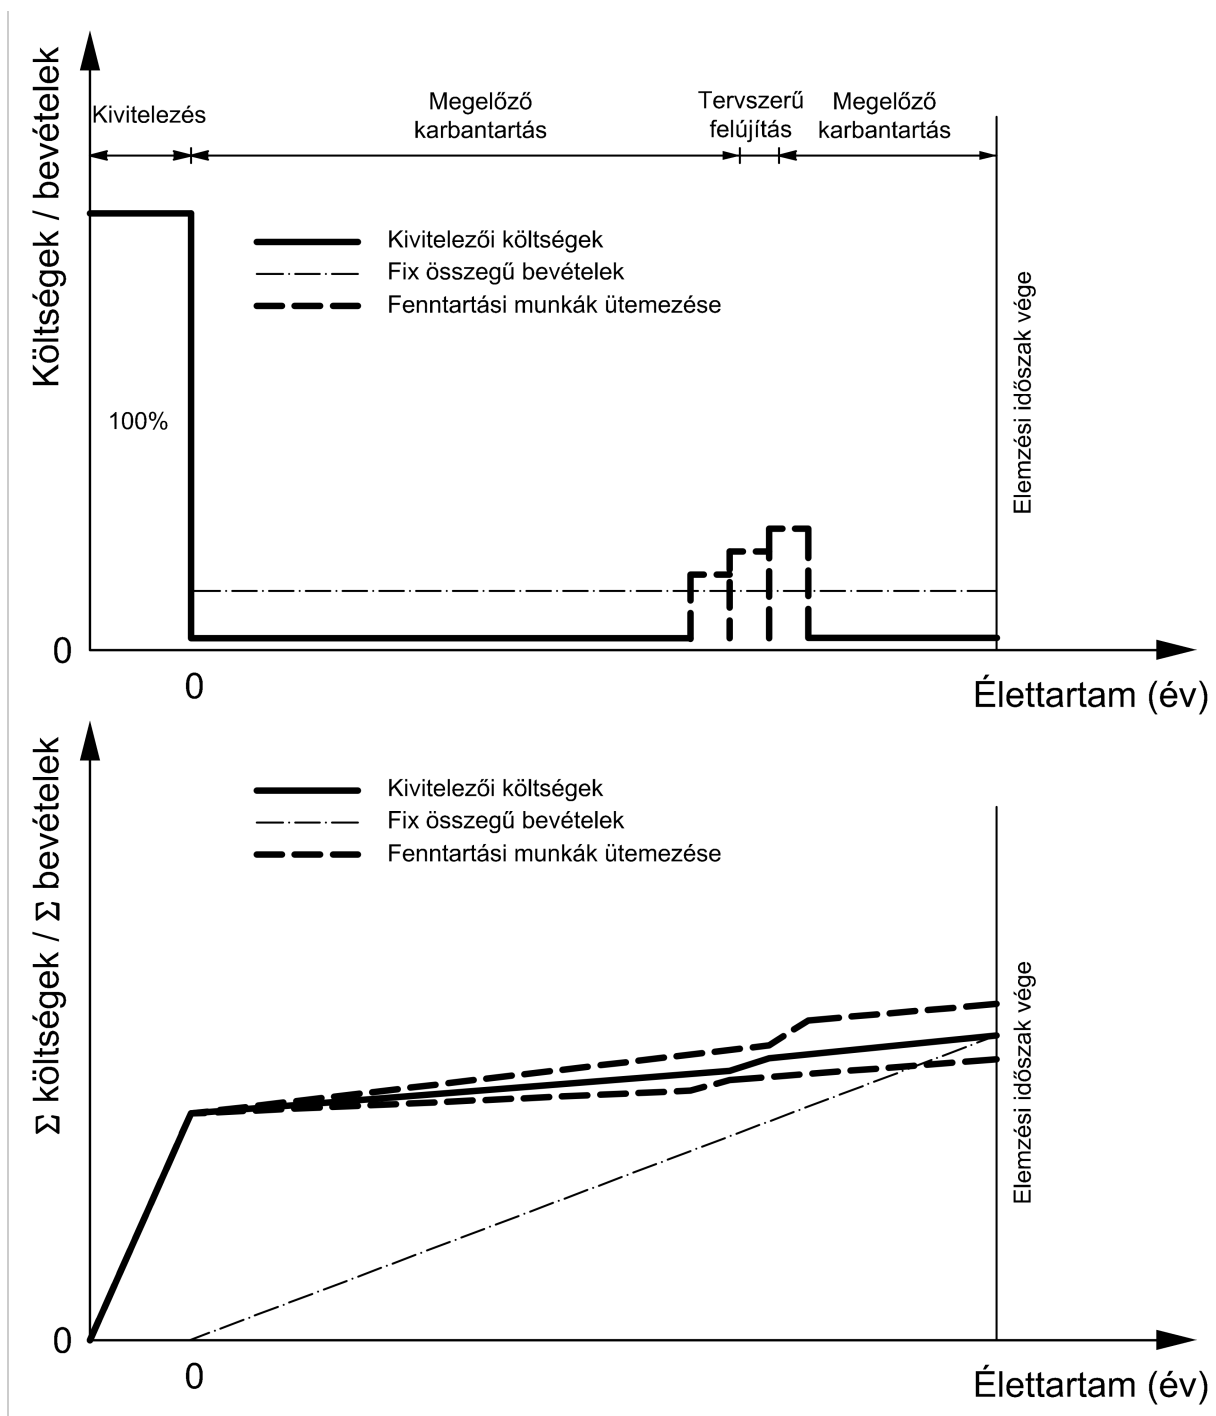 Költségek / bevételek
Kivitelezés
Megelőző
karbantartás
Tervszerű
felújítás
Megelőző
karbantartás
Kivitelezői költségek
Fix összegű bevételek
Fenntartási munkák ütemezése
100%
Elemzési időszak vége
0
0
Élettartam (év)
Σ költségek / Σ bevételek
Kivitelezői költségek
Fix összegű bevételek
Fenntartási munkák ütemezése
Elemzési időszak vége
0
0
Élettartam (év)